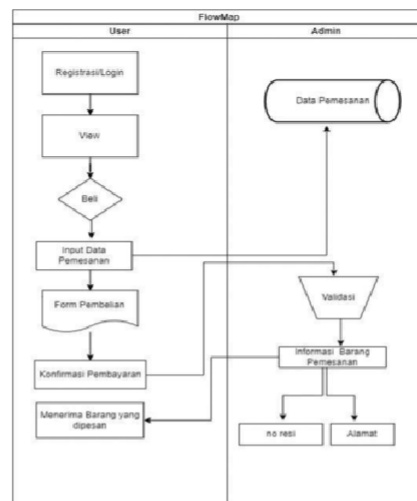 FlowMap
User
Admin
Registrasi/Login
Data Pemesanan
View
Beli
Input Data
Pemesanan
Validasi
Form Pembelian
Informasi Barang
Pemesanan
Konfirmasi Pembayaran
Menerima Barang yang
dipesan
no resi
Alamat